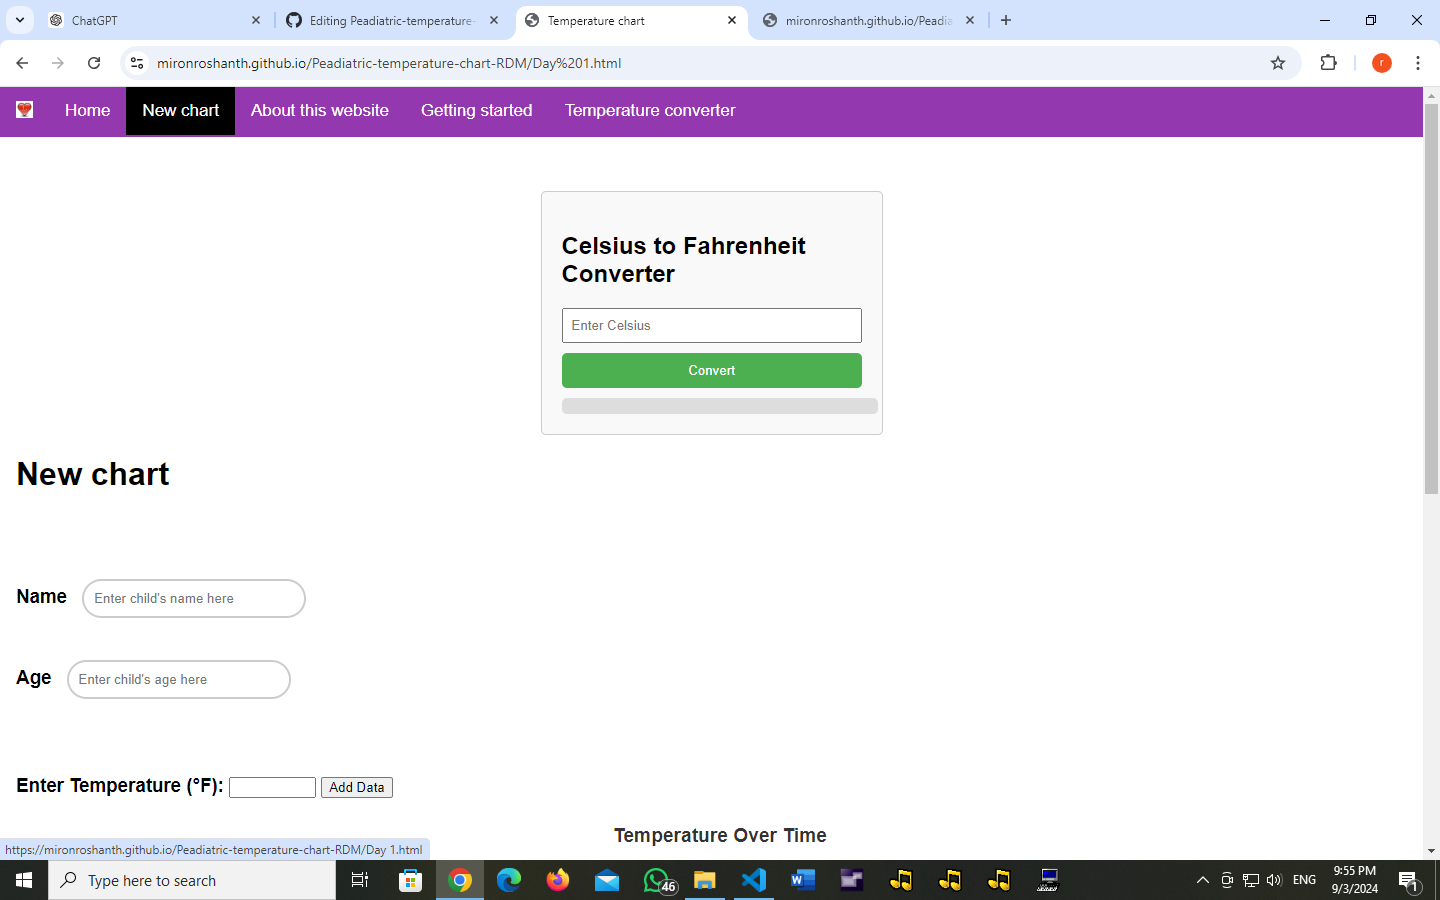 ChatGPT
Editing Peadiatric-temperature-
Temperature chart
mironroshanth.github.io/Peadia
mironroshanth.github.io/Peadiatric-temperature-chart-RDM/Day%201.html
r
Home
New chart
About this website
Getting started
Temperature converter
Celsius to Fahrenheit
Converter
Enter Celsius
Convert
New chart
Name
Enter child's name here
Age
Enter child's age here
Enter Temperature (°F):
Add Data
Temperature Over Time
https://mironroshanth.github.io/Peadiatric-temperature-chart-RDM/Day 1.html
Type here to search
46
ENG
9:55 PM
9/3/2024
1